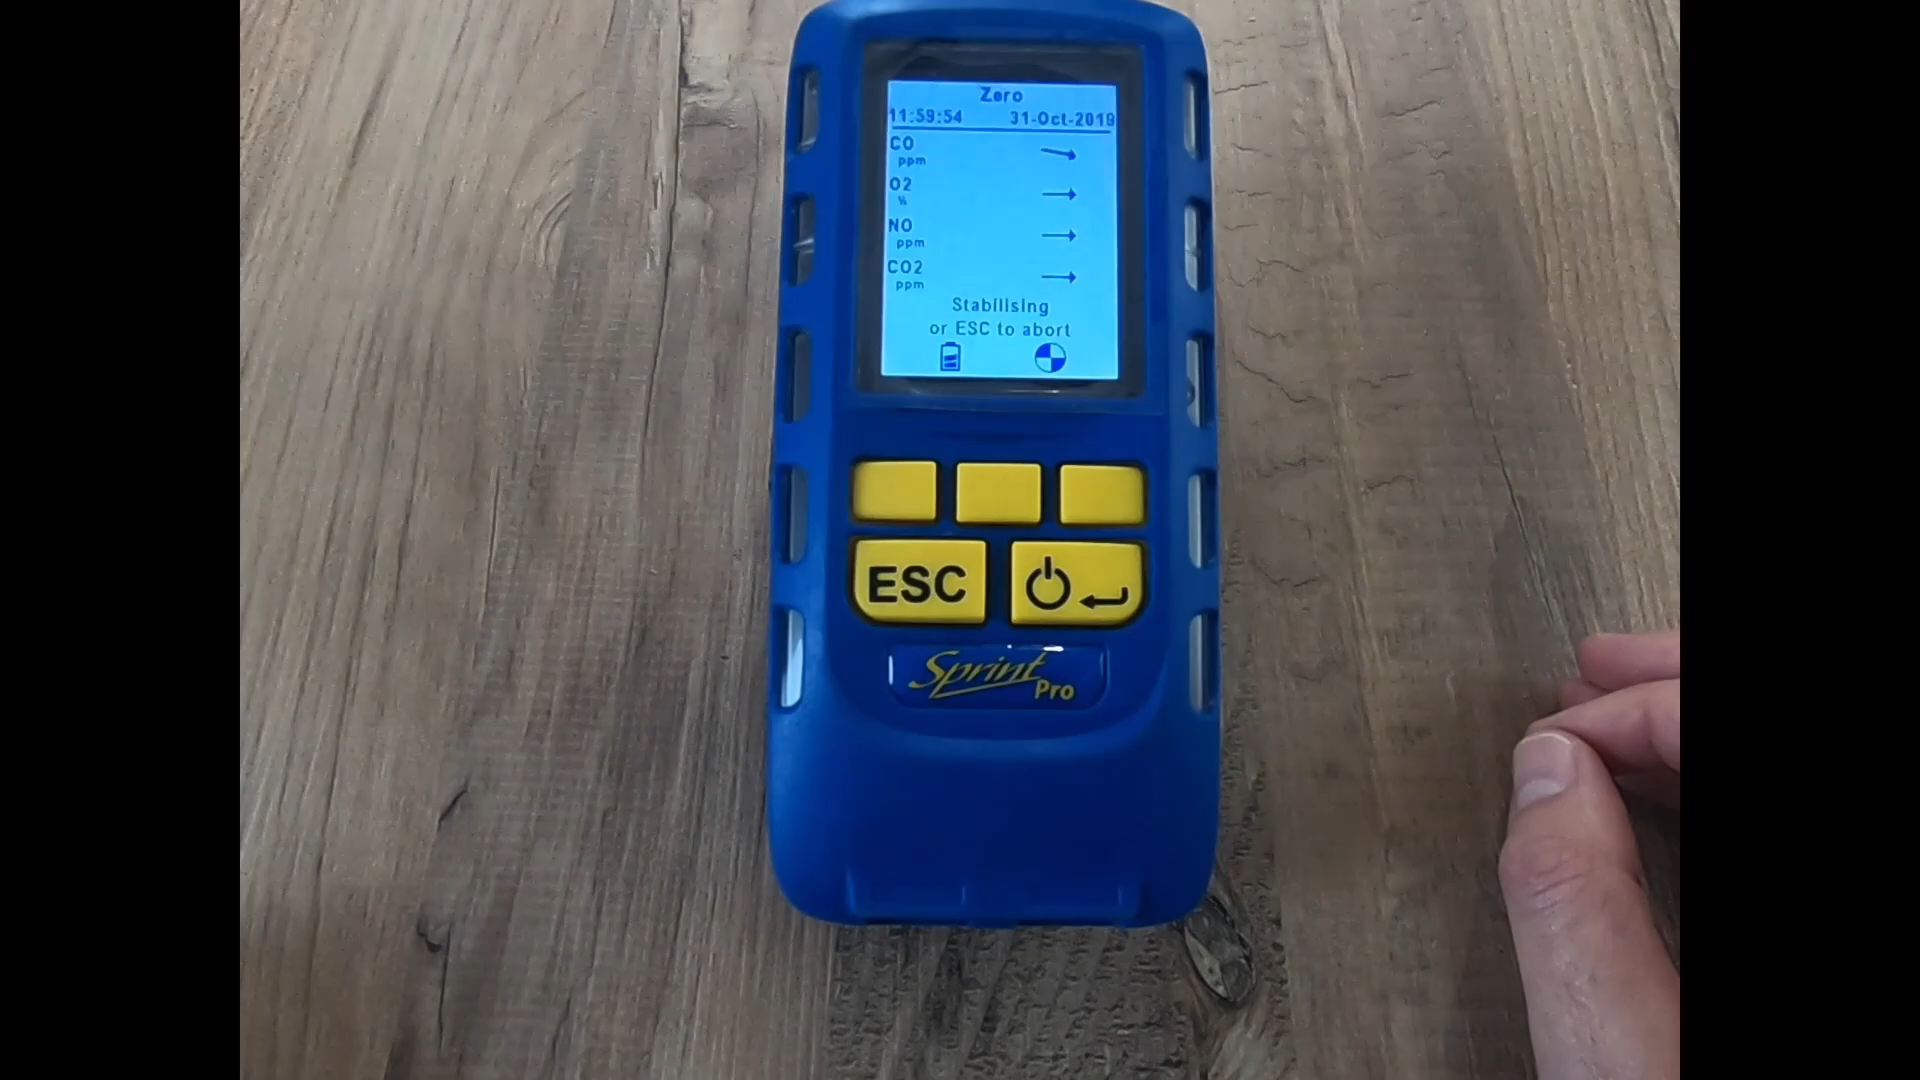 Zero
11:59:54 31-Oct-2019
CO
ppm
O2
%
NO
ppm
CO2
ppm
Stabilising
or ESC to abort
ESC
Sprint
Pro